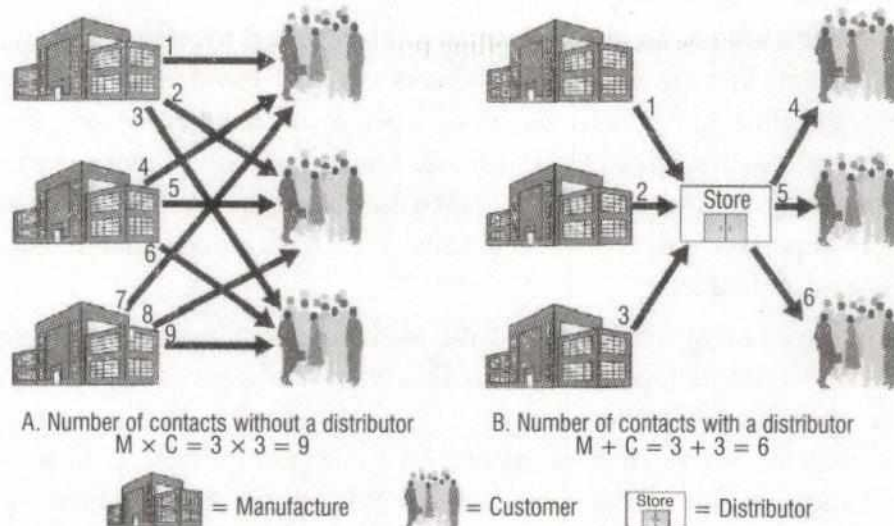 1
2
3
4
5
6
7
8
9
A. Number of contacts without a distributor
M × C = 3 × 3 = 9
1
2
3
4
5
6
Store
B. Number of contacts with a distributor
M + C = 3 + 3 = 6
= Manufacture
= Customer
Store
= Distributor